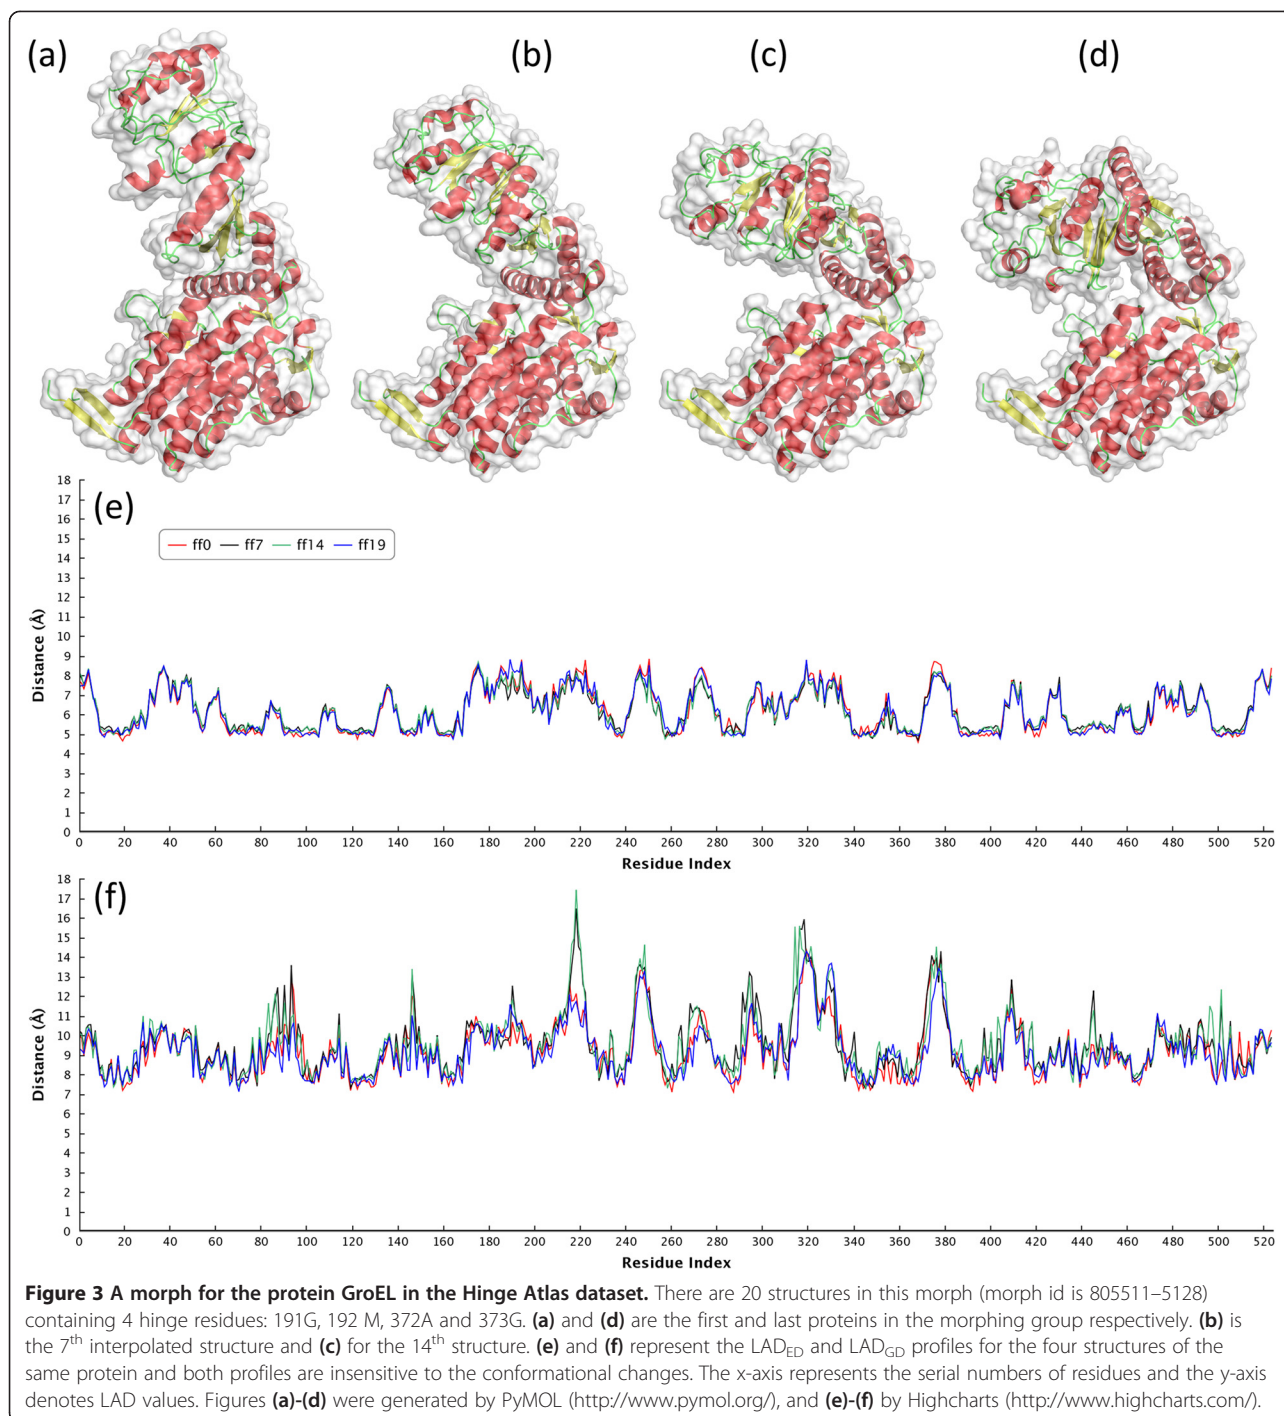 (a)
(b)
(c)
(d)
(e)
18
17
16
15
14
13
12
11
10
9
8
7
6
5
4
3
2
1
0
Distance (Å)
ff0 ff7 ff14 ff19
0 20 40 60 80 100 120 140 160 180 200 220 240 260 280 300 320 340 360 380 400 420 440 460 480 500 520
Residue Index
(f)
18
17
16
15
14
13
12
11
10
9
8
7
6
5
4
3
2
1
0
Distance (Å)
0 20 40 60 80 100 120 140 160 180 200 220 240 260 280 300 320 340 360 380 400 420 440 460 480 500 520
Residue Index
Figure 3 A morph for the protein GroEL in the Hinge Atlas dataset. There are 20 structures in this morph (morph id is 805511–5128)
containing 4 hinge residues: 191G, 192 M, 372A and 373G. (a) and (d) are the first and last proteins in the morphing group respectively. (b) is
the 7th interpolated structure and (c) for the 14th structure. (e) and (f) represent the LADED and LADGD profiles for the four structures of the
same protein and both profiles are insensitive to the conformational changes. The x-axis represents the serial numbers of residues and the y-axis
denotes LAD values. Figures (a)-(d) were generated by PyMOL (http://www.pymol.org/), and (e)-(f) by Highcharts (http://www.highcharts.com/).